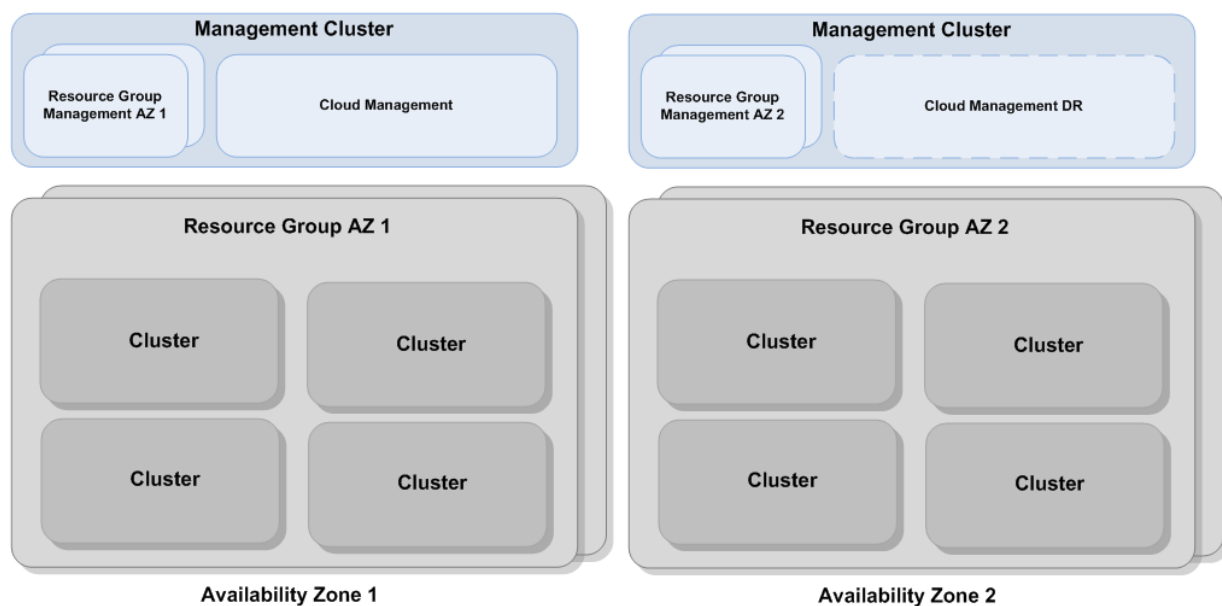 Management Cluster
Resource Group
Management AZ 1
Cloud Management
Resource Group AZ 1
Cluster
Cluster
Cluster
Cluster
Availability Zone 1
Management Cluster
Resource Group
Management AZ 2
Cloud Management DR
Resource Group AZ 2
Cluster
Cluster
Cluster
Cluster
Availability Zone 2